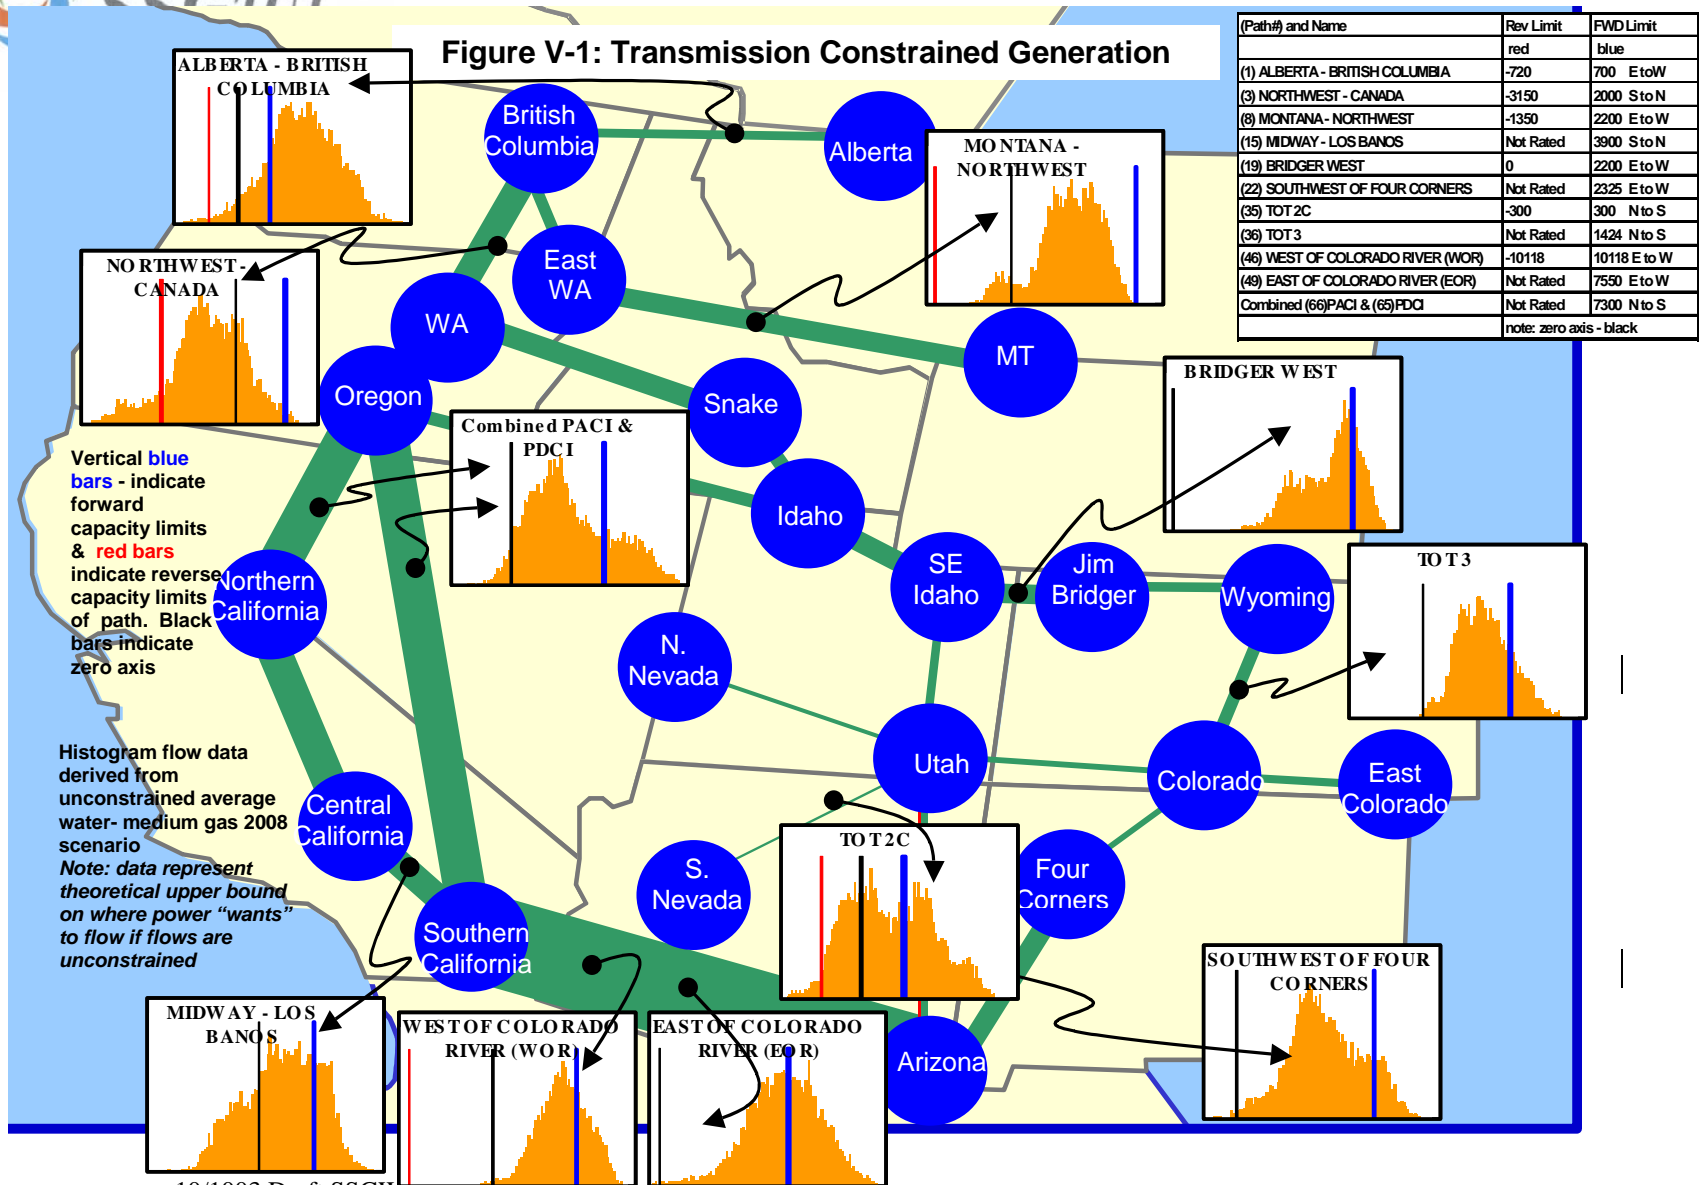 Figure V-1: Transmission Constrained Generation
(Path#) and Name Rev Limit FWD Limit
red blue
(1) ALBERTA - BRITISH COLUMBIA -720 700 E to W
(3) NORTHWEST - CANADA -3150 2000 S to N
(8) MONTANA - NORTHWEST -1350 2200 E to W
(15) MIDWAY - LOS BANOS Not Rated 3900 S to N
(19) BRIDGER WEST 0 2200 E to W
(22) SOUTHWEST OF FOUR CORNERS Not Rated 2325 E to W
(35) TOT 2C -300 300 N to S
(36) TOT 3 Not Rated 1424 N to S
(46) WEST OF COLORADO RIVER (WOR) -10118 10118 E to W
(49) EAST OF COLORADO RIVER (EOR) Not Rated 7550 E to W
Combined (66)PACI & (65)PDCI Not Rated 7300 N to S
note: zero axis - black
ALBERTA - BRITISH
COLUMBIA
British
Columbia
Alberta
MONTANA -
NORTHWEST
NORTHWEST -
CANADA
East
WA
WA
MT
Oregon
Snake
BRIDGER WEST
Combined PACI &
PDCI
Idaho
Vertical blue
bars - indicate
forward
capacity limits
& red bars
indicate reverse
capacity limits
of path. Black
bars indicate
zero axis
Northern
California
SE
Idaho
Jim
Bridger
Wyoming
TOT 3
N.
Nevada
Utah
Colorado
East
Colorado
Histogram flow data
derived from
unconstrained average
water- medium gas 2008
scenario
Note: data represent
theoretical upper bound
on where power “wants”
to flow if flows are
unconstrained
Central
California
TOT 2C
S.
Nevada
Four
Corners
Southern
California
SOUTHWEST OF FOUR
CORNERS
MIDWAY - LOS
BANOS
WEST OF COLORADO
RIVER (WOR)
EAST OF COLORADO
RIVER (EOR)
Arizona